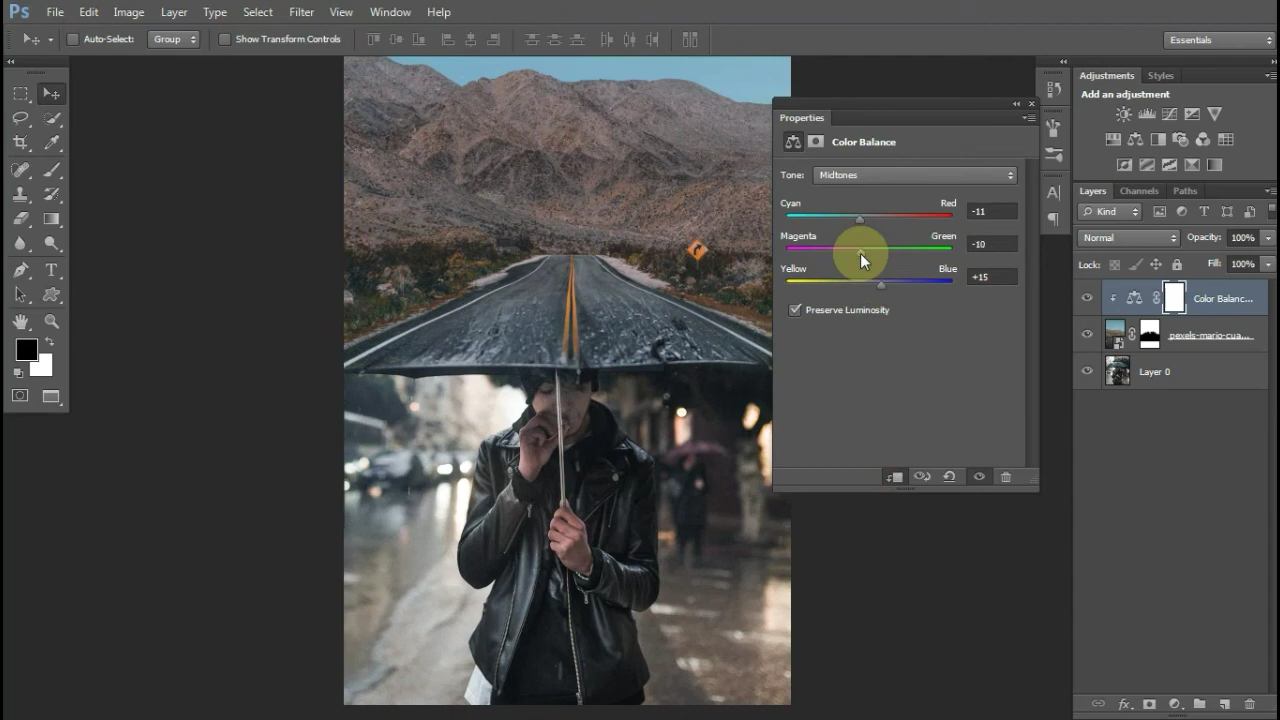 Ps File Edit Image Layer Type Select Filter View Window Help
Auto-Select: Group Show Transform Controls Essentials
Adjustments Styles
Add an adjustment
Properties
Color Balance
Tone: Midtones
Cyan Red -11
Magenta Green -10
Yellow Blue +15
Preserve Luminosity
Layers Channels Paths
Kind
Normal Opacity: 100%
Lock: Fill: 100%
Color Balanc...
pexels-mario-cua...
Layer 0